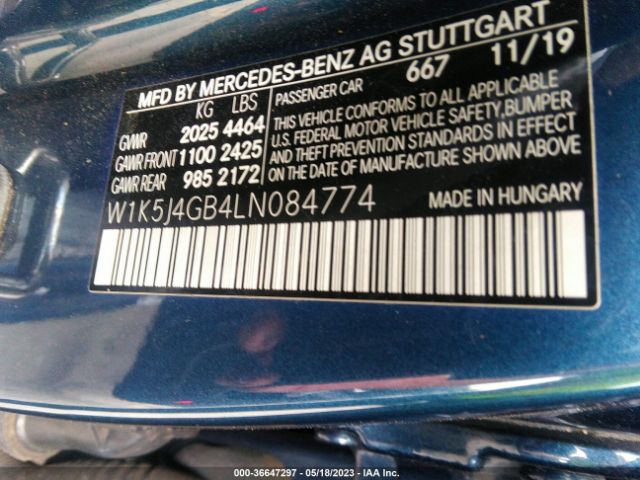 MFD BY MERCEDES-BENZ AG STUTTGART
KG LBS PASSENGER CAR 667 11/19
GVWR 2025 4464
GAWR FRONT 1100 2425
GAWR REAR 985 2172
THIS VEHICLE CONFORMS TO ALL APPLICABLE
U.S. FEDERAL MOTOR VEHICLE SAFETY, BUMPER
AND THEFT PREVENTION STANDARDS IN EFFECT
ON THE DATE OF MANUFACTURE SHOWN ABOVE.
W1K5J4GB4LN084774 MADE IN HUNGARY
000-36647297 - 05/18/2023 - IAA Inc.